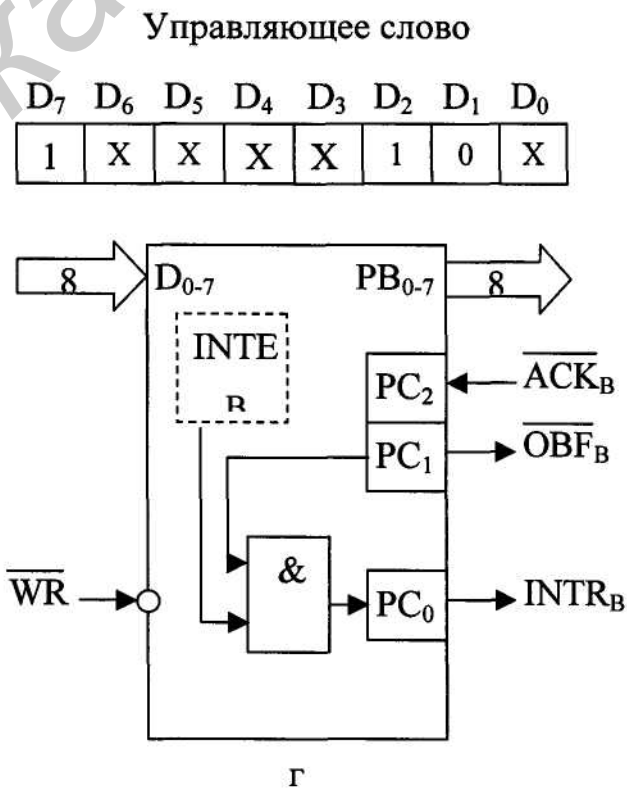 Управляющее слово
D7 D6 D5 D4 D3 D2 D1 D0
1 X X X X 1 0 X
8 D0-7 PB0-7 8
INTE
B
PC2 ACKB
PC1 OBFB
&
WR PC0 INTRB
г